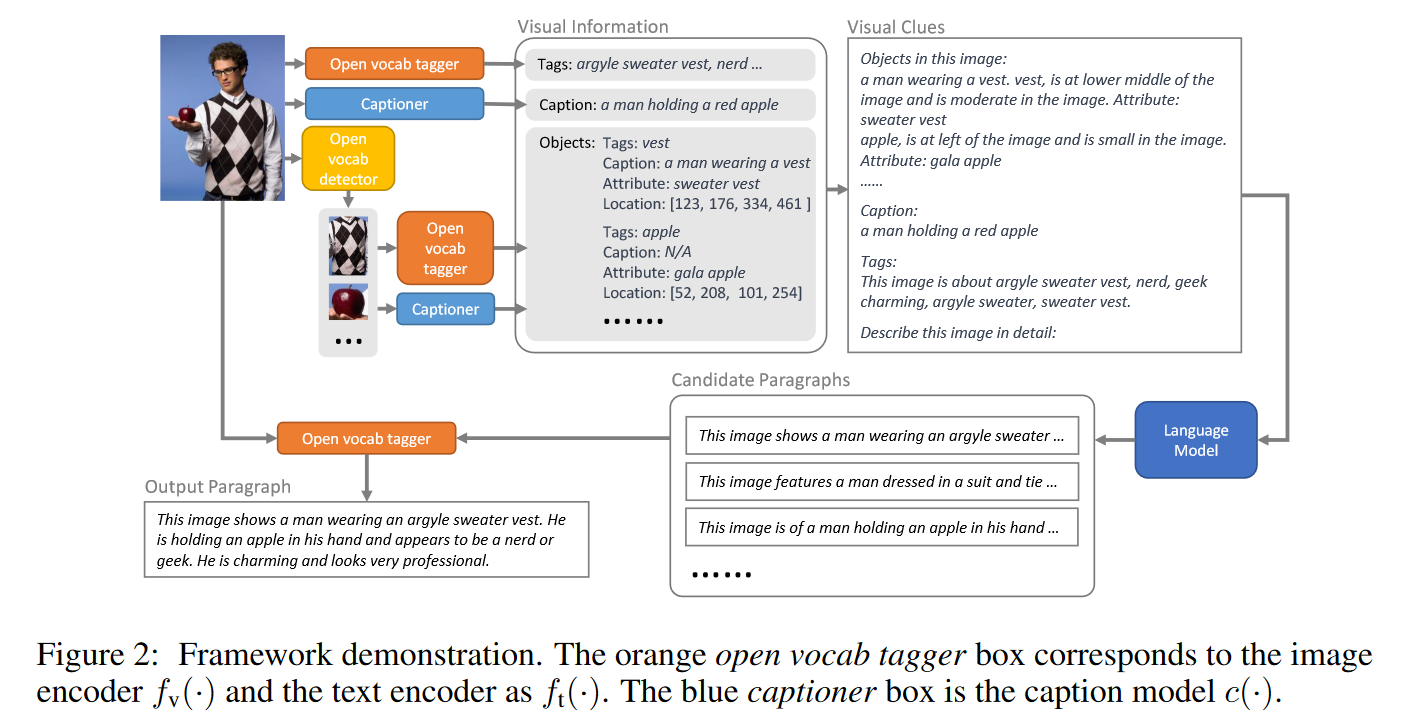 Visual Information
Visual Clues
Open vocab tagger
Captioner
Open
vocab
detector
Open
vocab
tagger
Captioner
Tags: argyle sweater vest, nerd ...
Caption: a man holding a red apple
Objects:
Tags: vest
Caption: a man wearing a vest
Attribute: sweater vest
Location: [123, 176, 334, 461 ]
Tags: apple
Caption: N/A
Attribute: gala apple
Location: [52, 208, 101, 254]
......
Objects in this image:
a man wearing a vest. vest, is at lower middle of the
image and is moderate in the image. Attribute:
sweater vest
apple, is at left of the image and is small in the image.
Attribute: gala apple
......
Caption:
a man holding a red apple
Tags:
This image is about argyle sweater vest, nerd, geek
charming, argyle sweater, sweater vest.
Describe this image in detail:
Language
Model
Candidate Paragraphs
This image shows a man wearing an argyle sweater ...
This image features a man dressed in a suit and tie ...
This image is of a man holding an apple in his hand ...
......
Open vocab tagger
Output Paragraph
This image shows a man wearing an argyle sweater vest. He
is holding an apple in his hand and appears to be a nerd or
geek. He is charming and looks very professional.
Figure 2: Framework demonstration. The orange open vocab tagger box corresponds to the image
encoder fv(·) and the text encoder as ft(·). The blue captioner box is the caption model c(·).